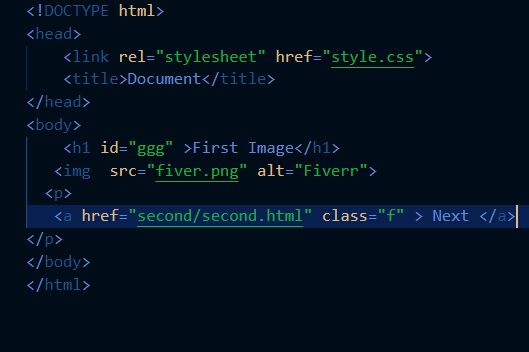 <!DOCTYPE html>
<head>
    <link rel="stylesheet" href="style.css">
    <title>Document</title>
</head>
<body>
    <h1 id="ggg" >First Image</h1>
   <img  src="fiver.png" alt="Fiverr">
  <p>
   <a href="second/second.html" class="f" > Next </a>
</p>
</body>
</html>